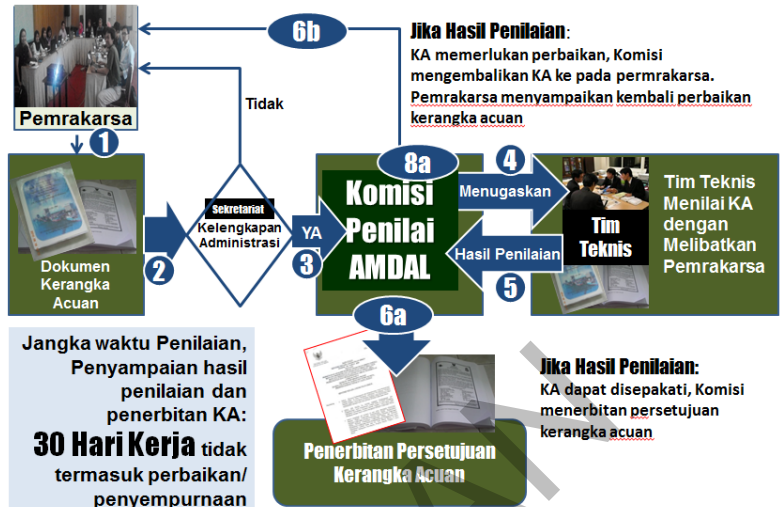 6b
Jika Hasil Penilaian:
KA memerlukan perbaikan, Komisi
mengembalikan KA ke pada permrakarsa.
Pemrakarsa menyampaikan kembali perbaikan
kerangka acuan
Pemrakarsa
Tidak
1
8a
4
Komisi
Penilai
AMDAL
Menugaskan
Tim
Teknis
Tim Teknis
Menilai KA
dengan
Melibatkan
Pemrakarsa
Sekretariat
Kelengkapan
Administrasi
YA
Hasil Penilaian
2
3
5
Dokumen
Kerangka
Acuan
6a
Jangka waktu Penilaian,
Penyampaian hasil
penilaian dan
penerbitan KA:
30 Hari Kerja tidak
termasuk perbaikan/
penyempurnaan
Jika Hasil Penilaian:
KA dapat disepakati, Komisi
menerbitan persetujuan
kerangka acuan
Penerbitan Persetujuan
Kerangka Acuan